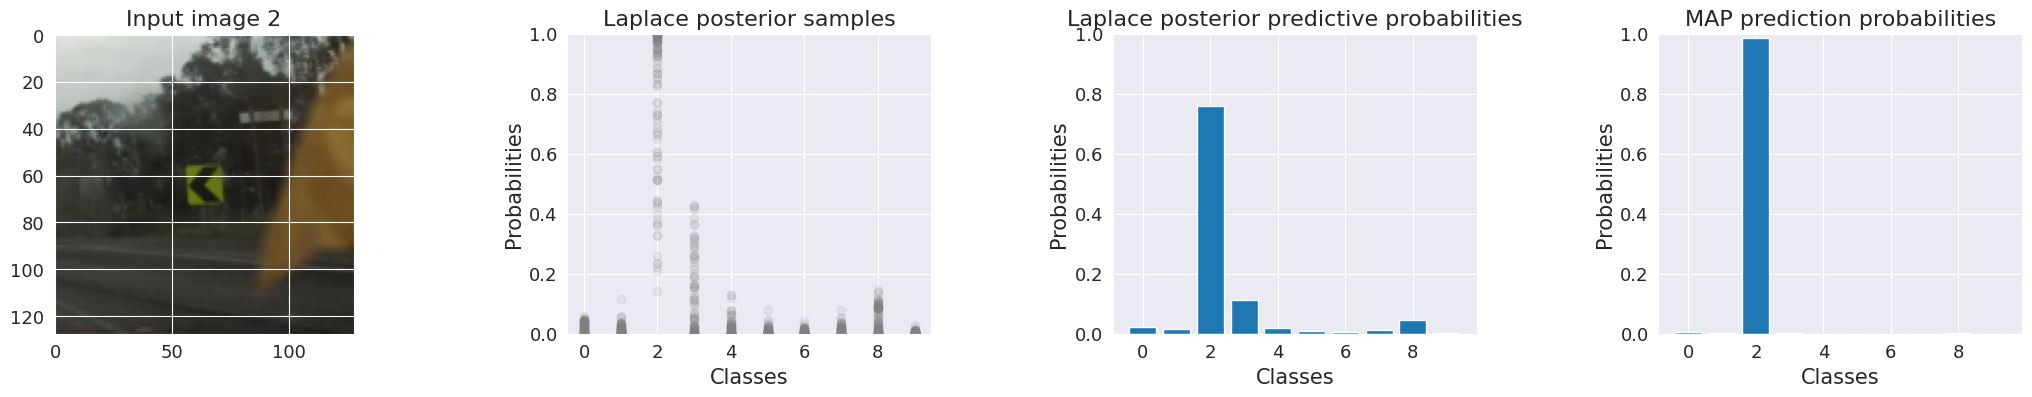 Input image 2
0
20
40
60
80
100
120
0 50 100
Laplace posterior samples
Probabilities
1.0
0.8
0.6
0.4
0.2
0.0
0 2 4 6 8
Classes
Laplace posterior predictive probabilities
Probabilities
1.0
0.8
0.6
0.4
0.2
0.0
0 2 4 6 8
Classes
MAP prediction probabilities
Probabilities
1.0
0.8
0.6
0.4
0.2
0.0
0 2 4 6 8
Classes